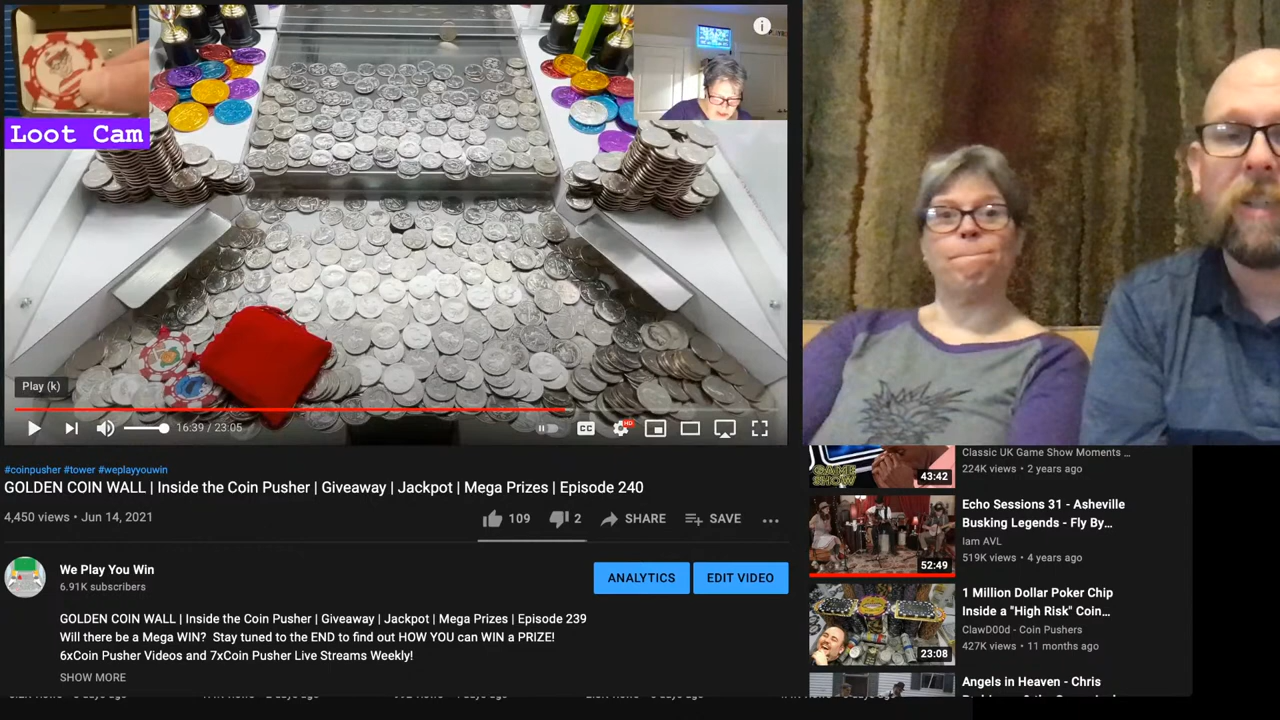 Loot Cam
Play (k)
16:39 / 23:05
CC
HD
#coinpusher #tower #weplayyouwin
GOLDEN COIN WALL | Inside the Coin Pusher | Giveaway | Jackpot | Mega Prizes | Episode 240
4,450 views • Jun 14, 2021
109
2
SHARE
SAVE
We Play You Win
6.91K subscribers
ANALYTICS
EDIT VIDEO
GOLDEN COIN WALL | Inside the Coin Pusher | Giveaway | Jackpot | Mega Prizes | Episode 239
Will there be a Mega WIN? Stay tuned to the END to find out HOW YOU can WIN a PRIZE!
6xCoin Pusher Videos and 7xCoin Pusher Live Streams Weekly!
SHOW MORE
GAME
SHOW
43:42
Classic UK Game Show Moments ...
224K views • 2 years ago
52:49
Echo Sessions 31 - Asheville
Busking Legends - Fly By...
Iam AVL
519K views • 4 years ago
23:08
1 Million Dollar Poker Chip
Inside a "High Risk" Coin...
ClawD00d - Coin Pushers
427K views • 11 months ago
Angels in Heaven - Chris